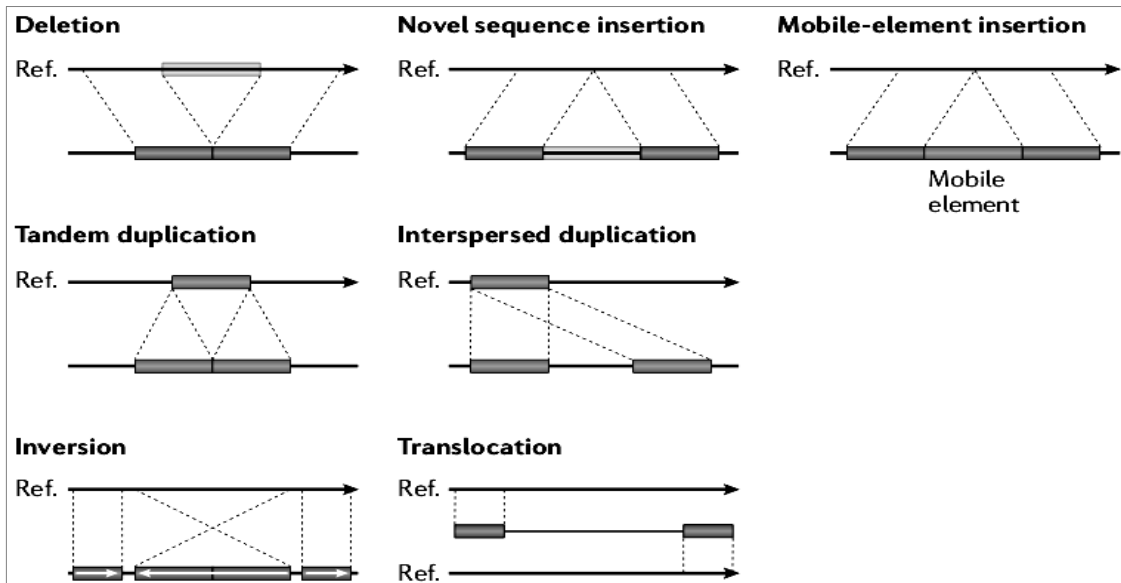 Deletion
Novel sequence insertion
Mobile-element insertion
Ref.
Ref.
Ref.
Mobile
element
Tandem duplication
Interspersed duplication
Ref.
Ref.
Inversion
Translocation
Ref.
Ref.
Ref.